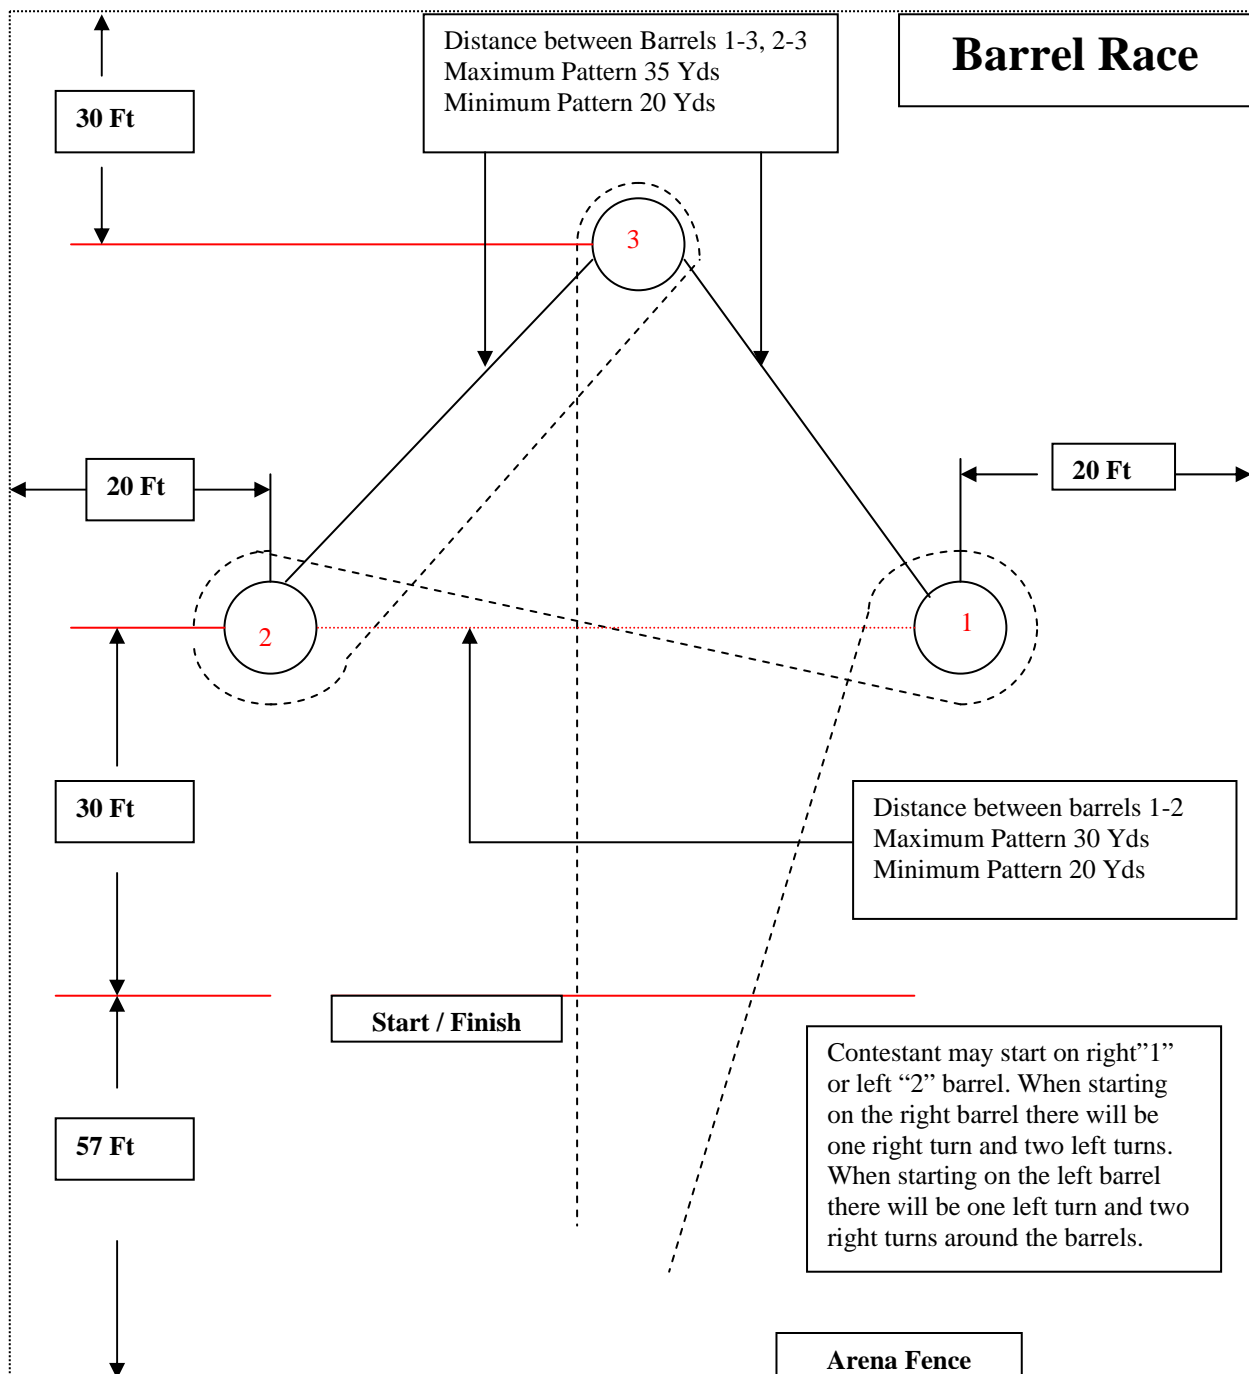 Distance between Barrels 1-3, 2-3
Maximum Pattern 35 Yds
Minimum Pattern 20 Yds
Barrel Race
30 Ft
3
20 Ft
20 Ft
2
1
30 Ft
Distance between barrels 1-2
Maximum Pattern 30 Yds
Minimum Pattern 20 Yds
Start / Finish
Contestant may start on right”1”
or left “2” barrel. When starting
on the right barrel there will be
one right turn and two left turns.
When starting on the left barrel
there will be one left turn and two
right turns around the barrels.
57 Ft
Arena Fence